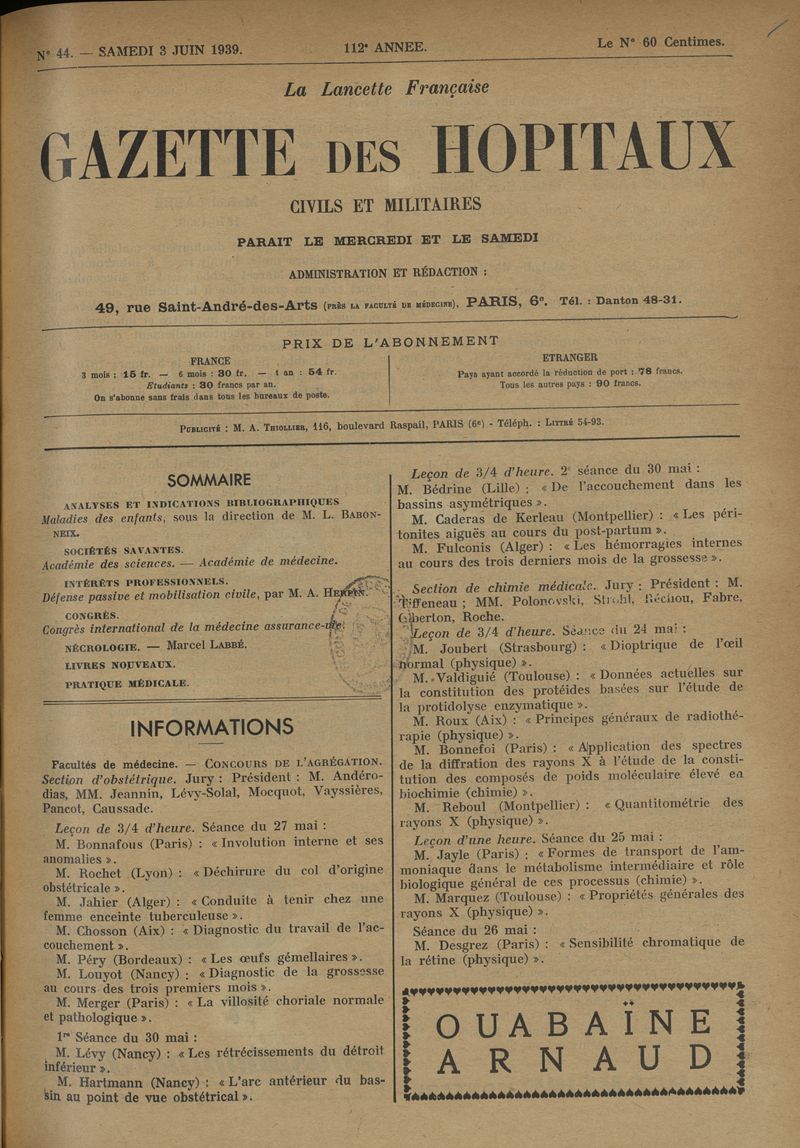 N° 44. — SAMEDI 3 JUIN 1939.
112e ANNEE.
Le N° 60 Centimes.
La Lancette Française
GAZETTE DES HOPITAUX
CIVILS ET MILITAIRES
PARAIT LE MERCREDI ET LE SAMEDI
ADMINISTRATION ET RÉDACTION :
49, rue Saint-André-des-Arts (PRÈS LA FACULTÉ DE MÉDECINE), PARIS, 6e. Tél. : Danton 48-31.
PRIX DE L'ABONNEMENT
FRANCE
3 mois : 15 fr. — 6 mois : 30 fr. — 1 an : 54 fr.
Etudiants : 30 francs par an.
On s'abonne sans frais dans tous les bureaux de poste.
ETRANGER
Pays ayant accordé la réduction de port : 78 francs.
Tous les autres pays : 90 francs.
PUBLICITÉ : M. A. THIOLLIER, 116, boulevard Raspail, PARIS (6e) - Téléph. : LITTRÉ 54-93.
SOMMAIRE
ANALYSES ET INDICATIONS BIBLIOGRAPHIQUES
Maladies des enfants, sous la direction de M. L. BABON-
NEIX.
SOCIÉTÉS SAVANTES.
Académie des sciences. — Académie de médecine.
INTÉRÊTS PROFESSIONNELS.
Défense passive et mobilisation civile, par M. A. HERPIN.
CONGRÈS.
Congrès international de la médecine assurance-vie.
NÉCROLOGIE. — Marcel LABBÉ.
LIVRES NOUVEAUX.
PRATIQUE MÉDICALE.
INFORMATIONS
Facultés de médecine. — CONCOURS DE L'AGRÉGATION.
Section d'obstétrique. Jury : Président : M. Andéro-
dias, MM. Jeannin, Lévy-Solal, Mocquot, Vayssières,
Pancot, Caussade.
Leçon de 3/4 d'heure. Séance du 27 mai :
M. Bonnafous (Paris) : « Involution interne et ses
anomalies ».
M. Rochet (Lyon) : « Déchirure du col d'origine
obstétricale ».
M. Jahier (Alger) : « Conduite à tenir chez une
femme enceinte tuberculeuse ».
M. Chosson (Aix) : « Diagnostic du travail de l'ac-
couchement ».
M. Péry (Bordeaux) : « Les œufs gémellaires ».
M. Louyot (Nancy) : « Diagnostic de la grossesse
au cours des trois premiers mois ».
M. Merger (Paris) : « La villosité choriale normale
et pathologique ».
1re Séance du 30 mai :
M. Lévy (Nancy) : « Les rétrécissements du détroit
inférieur ».
M. Hartmann (Nancy) : « L'arc antérieur du bas-
sin au point de vue obstétrical ».
Leçon de 3/4 d'heure. 2e séance du 30 mai :
M. Bédrine (Lille) : « De l'accouchement dans les
bassins asymétriques ».
M. Caderas de Kerleau (Montpellier) : « Les péri-
tonites aiguës au cours du post-partum ».
M. Fulconis (Alger) : « Les hémorragies internes
au cours des trois derniers mois de la grossesse ».
Section de chimie médicale. Jury : Président : M.
Tiffeneau ; MM. Polonovski, Strohl, Réchou, Fabre,
Giberton, Roche.
Leçon de 3/4 d'heure. Séance du 24 mai :
M. Joubert (Strasbourg) : « Dioptrique de l'œil
normal (physique) ».
M. Valdiguié (Toulouse) : « Données actuelles sur
la constitution des protéides basées sur l'étude de
la protidolyse enzymatique ».
M. Roux (Aix) : « Principes généraux de radiothé-
rapie (physique) ».
M. Bonnefoi (Paris) : « Application des spectres
de la diffration des rayons X à l'étude de la consti-
tution des composés de poids moléculaire élevé en
biochimie (chimie) ».
M. Reboul (Montpellier) : « Quantitométrie des
rayons X (physique) ».
Leçon d'une heure. Séance du 25 mai :
M. Jayle (Paris) : « Formes de transport de l'am-
moniaque dans le métabolisme intermédiaire et rôle
biologique général de ces processus (chimie) ».
M. Marquez (Toulouse) : « Propriétés générales des
rayons X (physique) ».
Séance du 26 mai :
M. Desgrez (Paris) : « Sensibilité chromatique de
la rétine (physique) ».
OUABAÏNE
ARNAUD